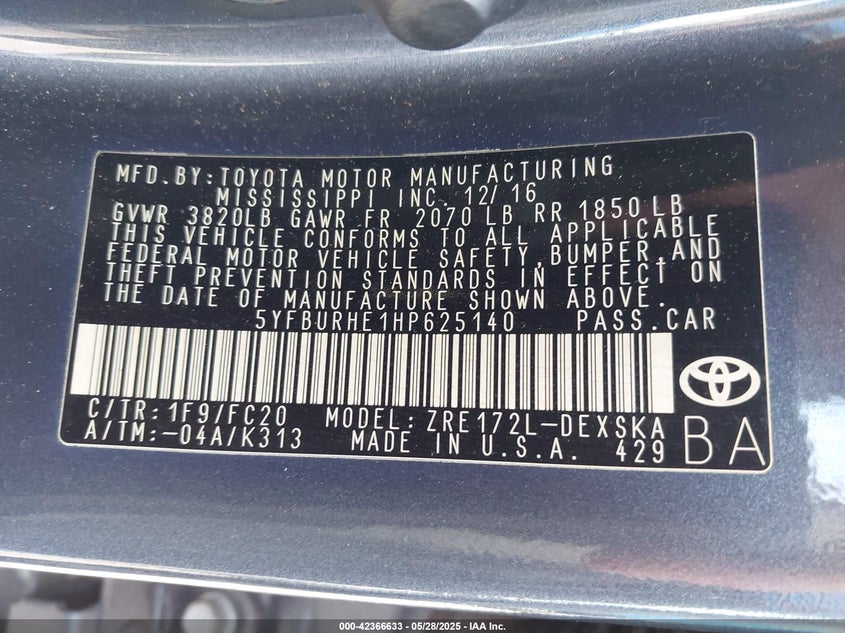 MFD.BY:TOYOTA MOTOR MANUFACTURING
MISSISSIPPI INC. 12/16
GVWR 3820LB GAWR FR 2070 LB RR 1850 LB
THIS VEHICLE CONFORMS TO ALL APPLICABLE
FEDERAL MOTOR VEHICLE SAFETY,BUMPER,AND
THEFT PREVENTION STANDARDS IN EFFECT ON
THE DATE OF MANUFACTURE SHOWN ABOVE.
5YFBURHE1HP625140 PASS.CAR
C/TR:1F9/FC20 MODEL:ZRE172L-DEXSKA
A/TM:-04A/K313 MADE IN U.S.A. 429 BA
000-42366633 - 05/28/2025 - IAA Inc.